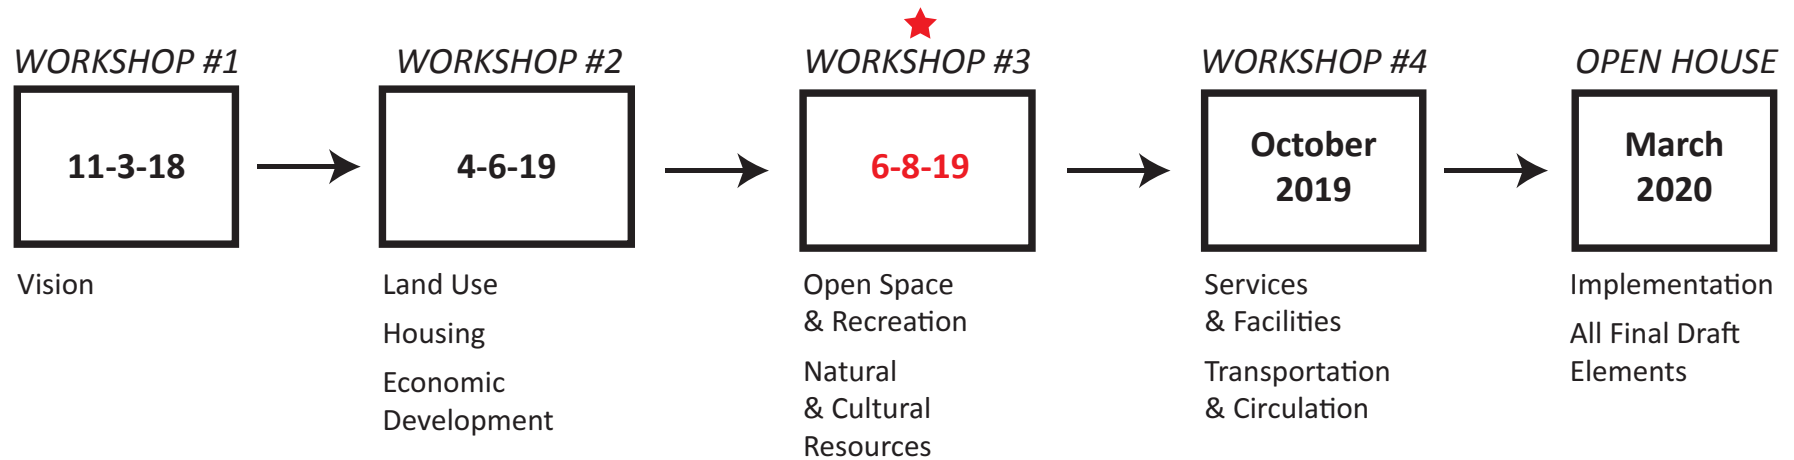 WORKSHOP #1
11-3-18
Vision
WORKSHOP #2
4-6-19
Land Use
Housing
Economic
Development
WORKSHOP #3
6-8-19
Open Space
& Recreation
Natural
& Cultural
Resources
WORKSHOP #4
October
2019
Services
& Facilities
Transportation
& Circulation
OPEN HOUSE
March
2020
Implementation
All Final Draft
Elements